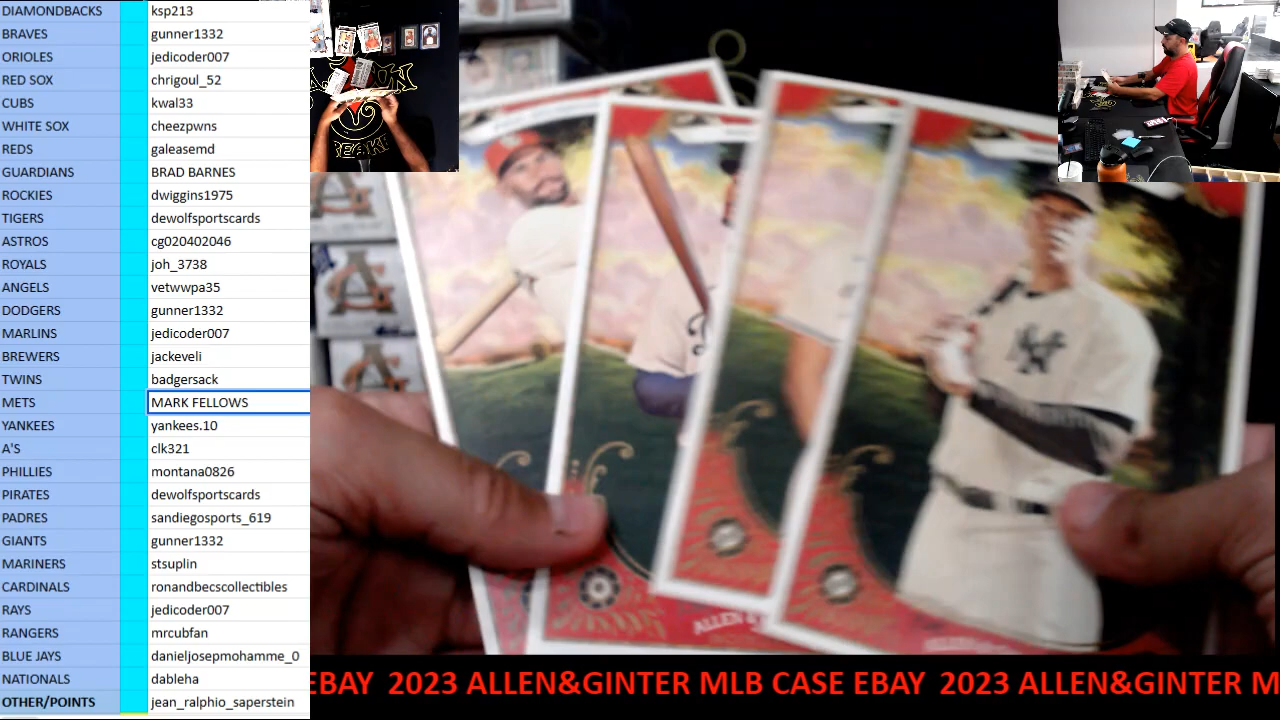 DIAMONDBACKS ksp213
BRAVES gunner1332
ORIOLES jedicoder007
RED SOX chrigoul_52
CUBS kwal33
WHITE SOX cheezpwns
REDS galeasemd
GUARDIANS BRAD BARNES
ROCKIES dwiggins1975
TIGERS dewolfsportscards
ASTROS cg020402046
ROYALS joh_3738
ANGELS vetwwpa35
DODGERS gunner1332
MARLINS jedicoder007
BREWERS jackeveli
TWINS badgersack
METS MARK FELLOWS
YANKEES yankees.10
A'S clk321
PHILLIES montana0826
PIRATES dewolfsportscards
PADRES sandiegosports_619
GIANTS gunner1332
MARINERS stsuplin
CARDINALS ronandbecscollectibles
RAYS jedicoder007
RANGERS mrcubfan
BLUE JAYS danieljosepmohamme_0
NATIONALS dableha
OTHER/POINTS jean_ralphio_saperstein
ALLEN &
EBAY 2023 ALLEN&GINTER MLB CASE EBAY 2023 ALLEN&GINTER M